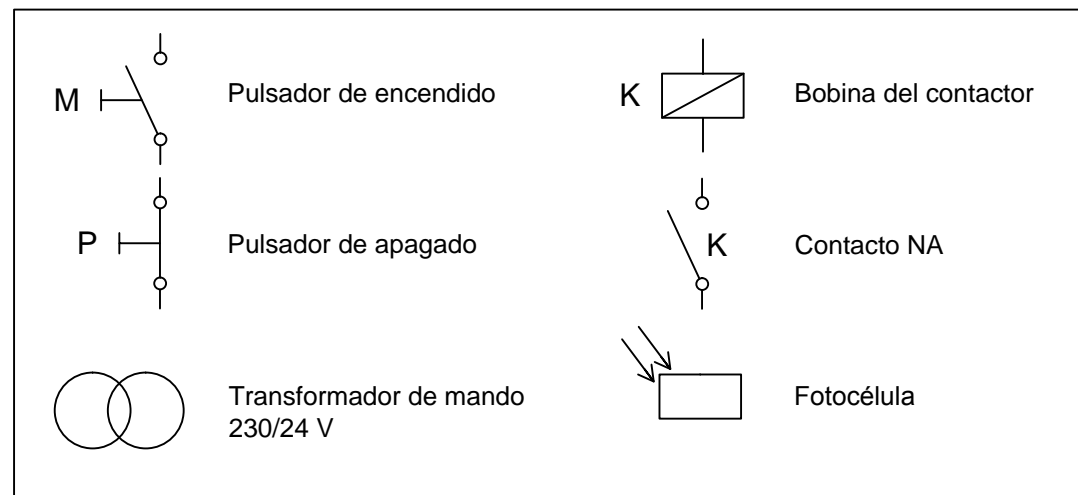 M
Pulsador de encendido
P
Pulsador de apagado
Transformador de mando
230/24 V
K
Bobina del contactor
K
Contacto NA
Fotocélula